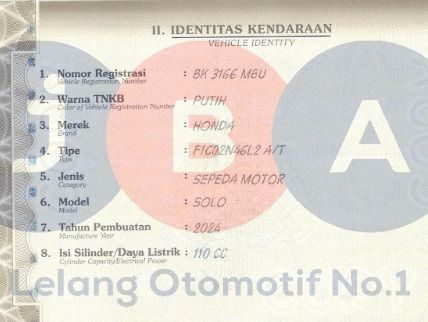 II. IDENTITAS KENDARAAN
VEHICLE IDENTITY
1. Nomor Registrasi : BK 3166 MBU
Vehicle Registration Number
2. Warna TNKB : PUTIH
Color of Vehicle Registration Number
3. Merek : HONDA
Brand
4. Tipe : F1C02N46L2 A/T
Type
5. Jenis : SEPEDA MOTOR
Category
6. Model : SOLO
Model
7. Tahun Pembuatan : 2024
Manufacture Year
8. Isi Silinder/Daya Listrik : 110 CC
Cylinder Capacity/Electrical Power
BA
Lelang Otomotif No.1